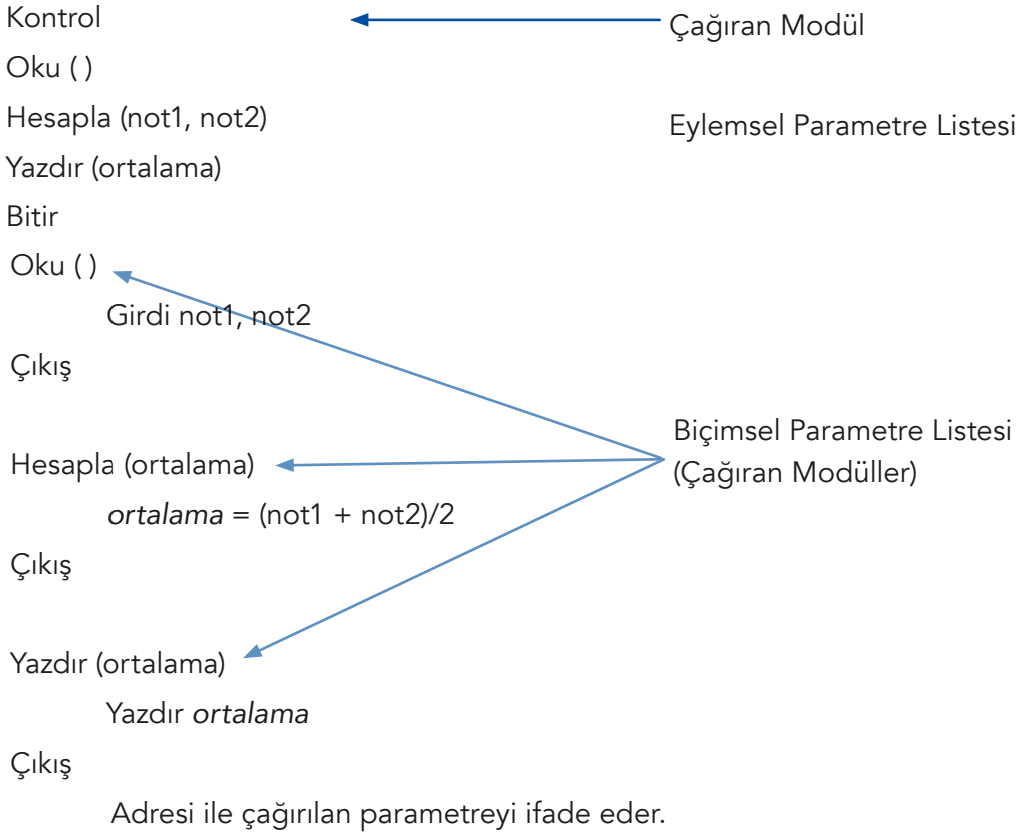 Kontrol
Çağıran Modül
Oku ( )
Hesapla (not1, not2)
Eylemsel Parametre Listesi
Yazdır (ortalama)
Bitir
Oku ( )
Girdi not1, not2
Çıkış
Biçimsel Parametre Listesi
(Çağıran Modüller)
Hesapla (ortalama)
ortalama = (not1 + not2)/2
Çıkış
Yazdır (ortalama)
Yazdır ortalama
Çıkış
Adresi ile çağırılan parametreyi ifade eder.